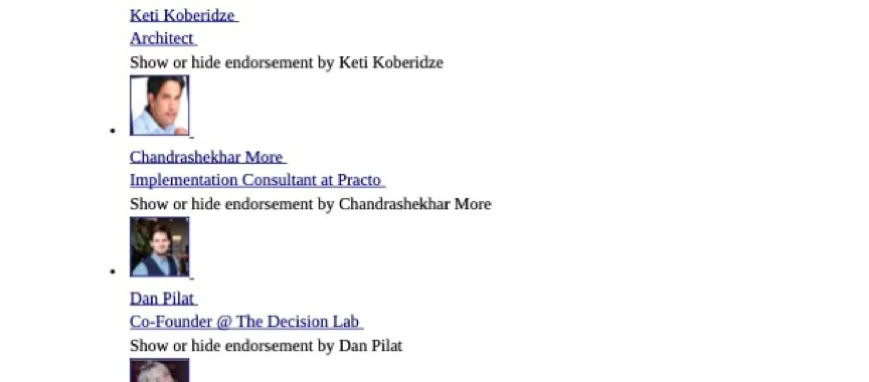 Keti Koberidze
Architect
Show or hide endorsement by Keti Koberidze
Chandrashekhar More
Implementation Consultant at Practo
Show or hide endorsement by Chandrashekhar More
Dan Pilat
Co-Founder @ The Decision Lab
Show or hide endorsement by Dan Pilat